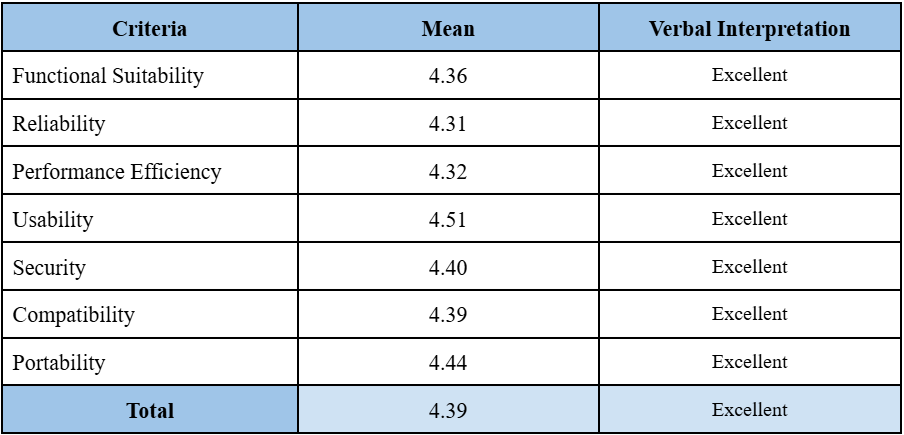 Criteria Mean Verbal Interpretation
Functional Suitability 4.36 Excellent
Reliability 4.31 Excellent
Performance Efficiency 4.32 Excellent
Usability 4.51 Excellent
Security 4.40 Excellent
Compatibility 4.39 Excellent
Portability 4.44 Excellent
Total 4.39 Excellent